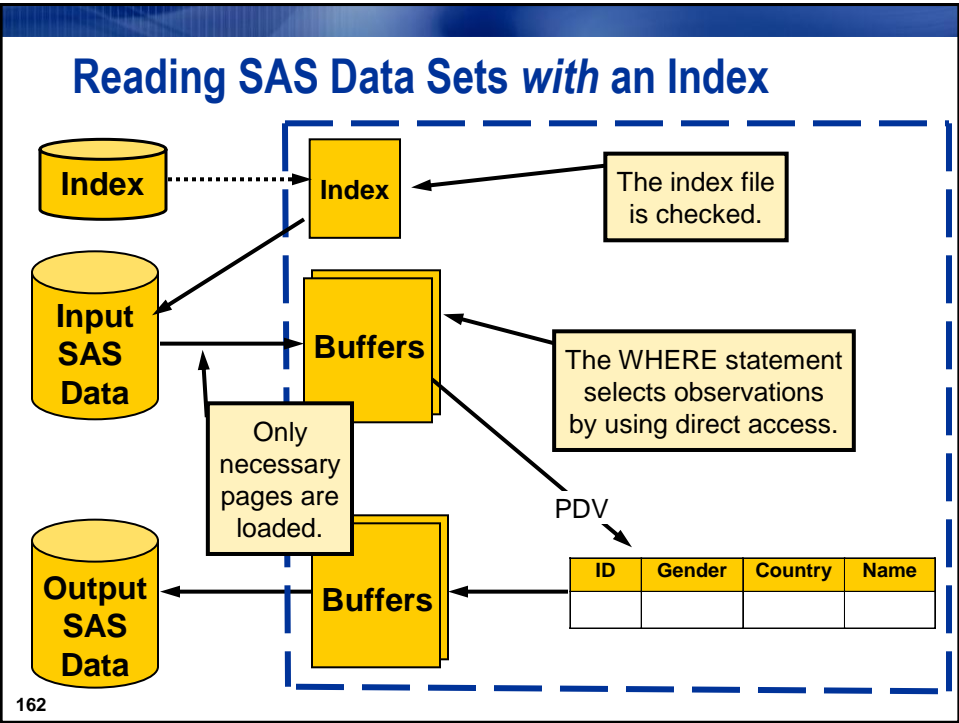 Reading SAS Data Sets with an Index
Index
Index
The index file
is checked.
Input
SAS
Data
Buffers
The WHERE statement
selects observations
by using direct access.
Only
necessary
pages are
loaded.
PDV
ID Gender Country Name
Output
SAS
Data
Buffers
162